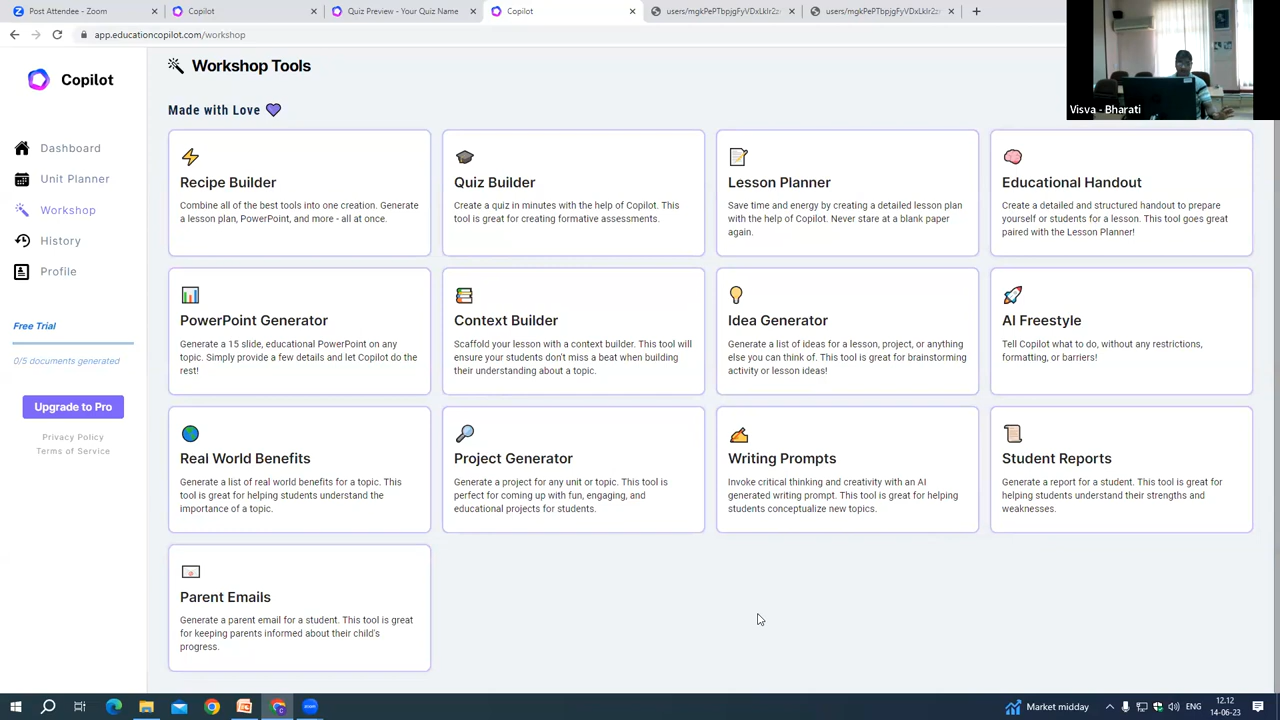 Post Attendee - Zoom
Copilot
Quiz Preview - Your Quiz Name
Copilot
users/mgkPePTbpjgFyVDxLkIr2z
users/mgkPePTbpjgFyVDxLkIr2z
app.educationcopilot.com/workshop
Visva - Bharati
Copilot
Dashboard
Unit Planner
Workshop
History
Profile
Free Trial
0/5 documents generated
Upgrade to Pro
Privacy Policy
Terms of Service
Workshop Tools
Made with Love
Recipe Builder
Combine all of the best tools into one creation. Generate
a lesson plan, PowerPoint, and more - all at once.
Quiz Builder
Create a quiz in minutes with the help of Copilot. This
tool is great for creating formative assessments.
Lesson Planner
Save time and energy by creating a detailed lesson plan
with the help of Copilot. Never stare at a blank paper
again.
Educational Handout
Create a detailed and structured handout to prepare
yourself or students for a lesson. This tool goes great
paired with the Lesson Planner!
PowerPoint Generator
Generate a 15 slide, educational PowerPoint on any
topic. Simply provide a few details and let Copilot do the
rest!
Context Builder
Scaffold your lesson with a context builder. This tool will
ensure your students don't miss a beat when building
their understanding about a topic.
Idea Generator
Generate a list of ideas for a lesson, project, or anything
else you can think of. This tool is great for brainstorming
activity or lesson ideas!
AI Freestyle
Tell Copilot what to do, without any restrictions,
formatting, or barriers!
Real World Benefits
Generate a list of real world benefits for a topic. This
tool is great for helping students understand the
importance of a topic.
Project Generator
Generate a project for any unit or topic. This tool is
perfect for coming up with fun, engaging, and
educational projects for students.
Writing Prompts
Invoke critical thinking and creativity with an AI
generated writing prompt. This tool is great for helping
students conceptualize new topics.
Student Reports
Generate a report for a student. This tool is great for
helping students understand their strengths and
weaknesses.
Parent Emails
Generate a parent email for a student. This tool is great
for keeping parents informed about their child's
progress.
Market midday
ENG
12.12
14-06-23